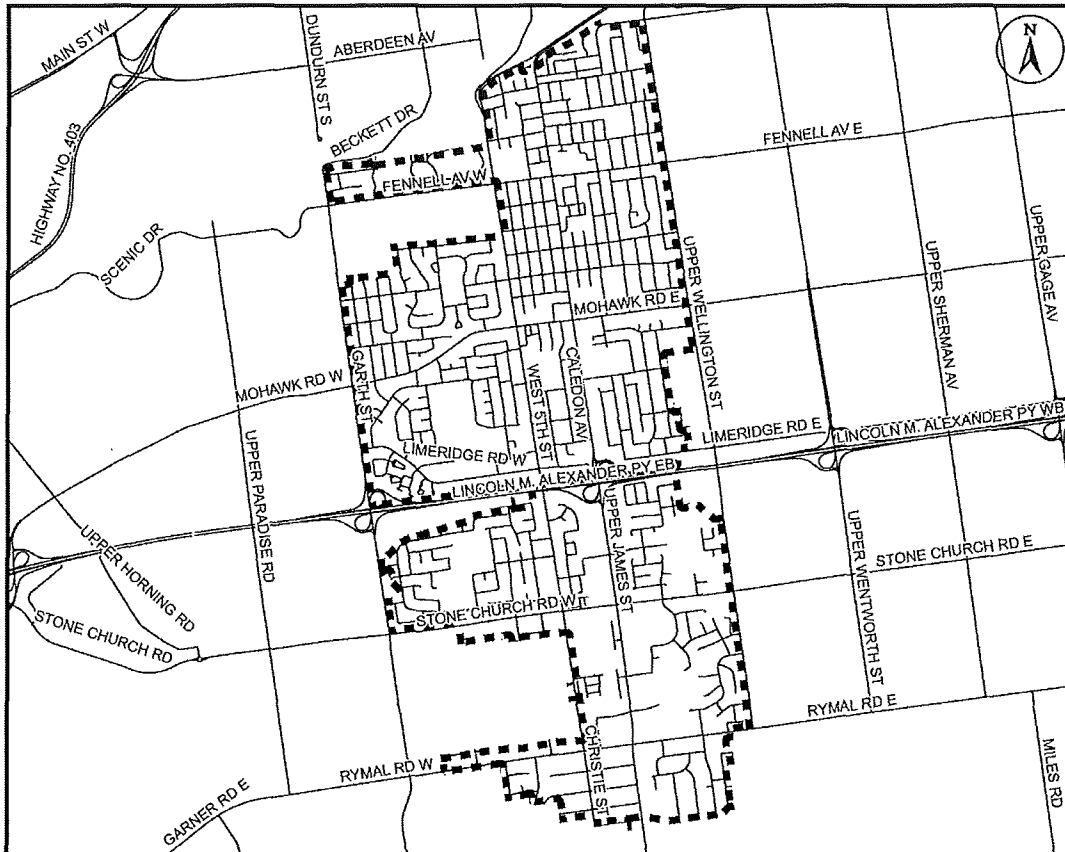 MAIN ST W
DUNDURN ST S
ABERDEEN AV
N
HIGHWAY NO. 403
BECKETT DR
FENNELL AV E
FENNELL AV W
SCENIC DR
UPPER WELLINGTON ST
UPPER SHERMAN AV
UPPER GAGE AV
MOHAWK RD E
GARTH ST
MOHAWK RD W
WEST 5TH ST
CALEDON AV
UPPER PARADISE RD
LIMERIDGE RD W
LIMERIDGE RD E
LINCOLN M. ALEXANDER PY WB
LINCOLN M. ALEXANDER PY EB
UPPER HORNING RD
UPPER JAMES ST
UPPER WENTWORTH ST
STONE CHURCH RD E
STONE CHURCH RD W
STONE CHURCH RD
RYMAL RD E
CHRISTIE ST
RYMAL RD W
MILES RD
GARNER RD E